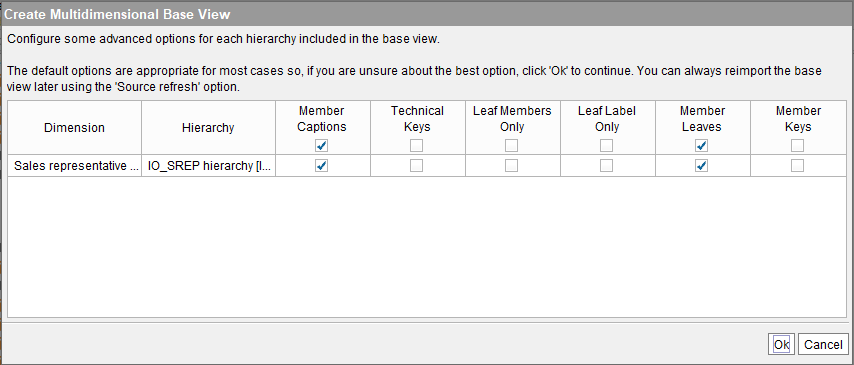 Create Multidimensional Base View
Configure some advanced options for each hierarchy included in the base view.
The default options are appropriate for most cases so, if you are unsure about the best option, click 'Ok' to continue. You can always reimport the base
view later using the 'Source refresh' option.
Dimension Hierarchy Member Captions Technical Keys Leaf Members Only Leaf Label Only Member Leaves Member Keys
Sales representative ... IO_SREP hierarchy [I...
Ok Cancel